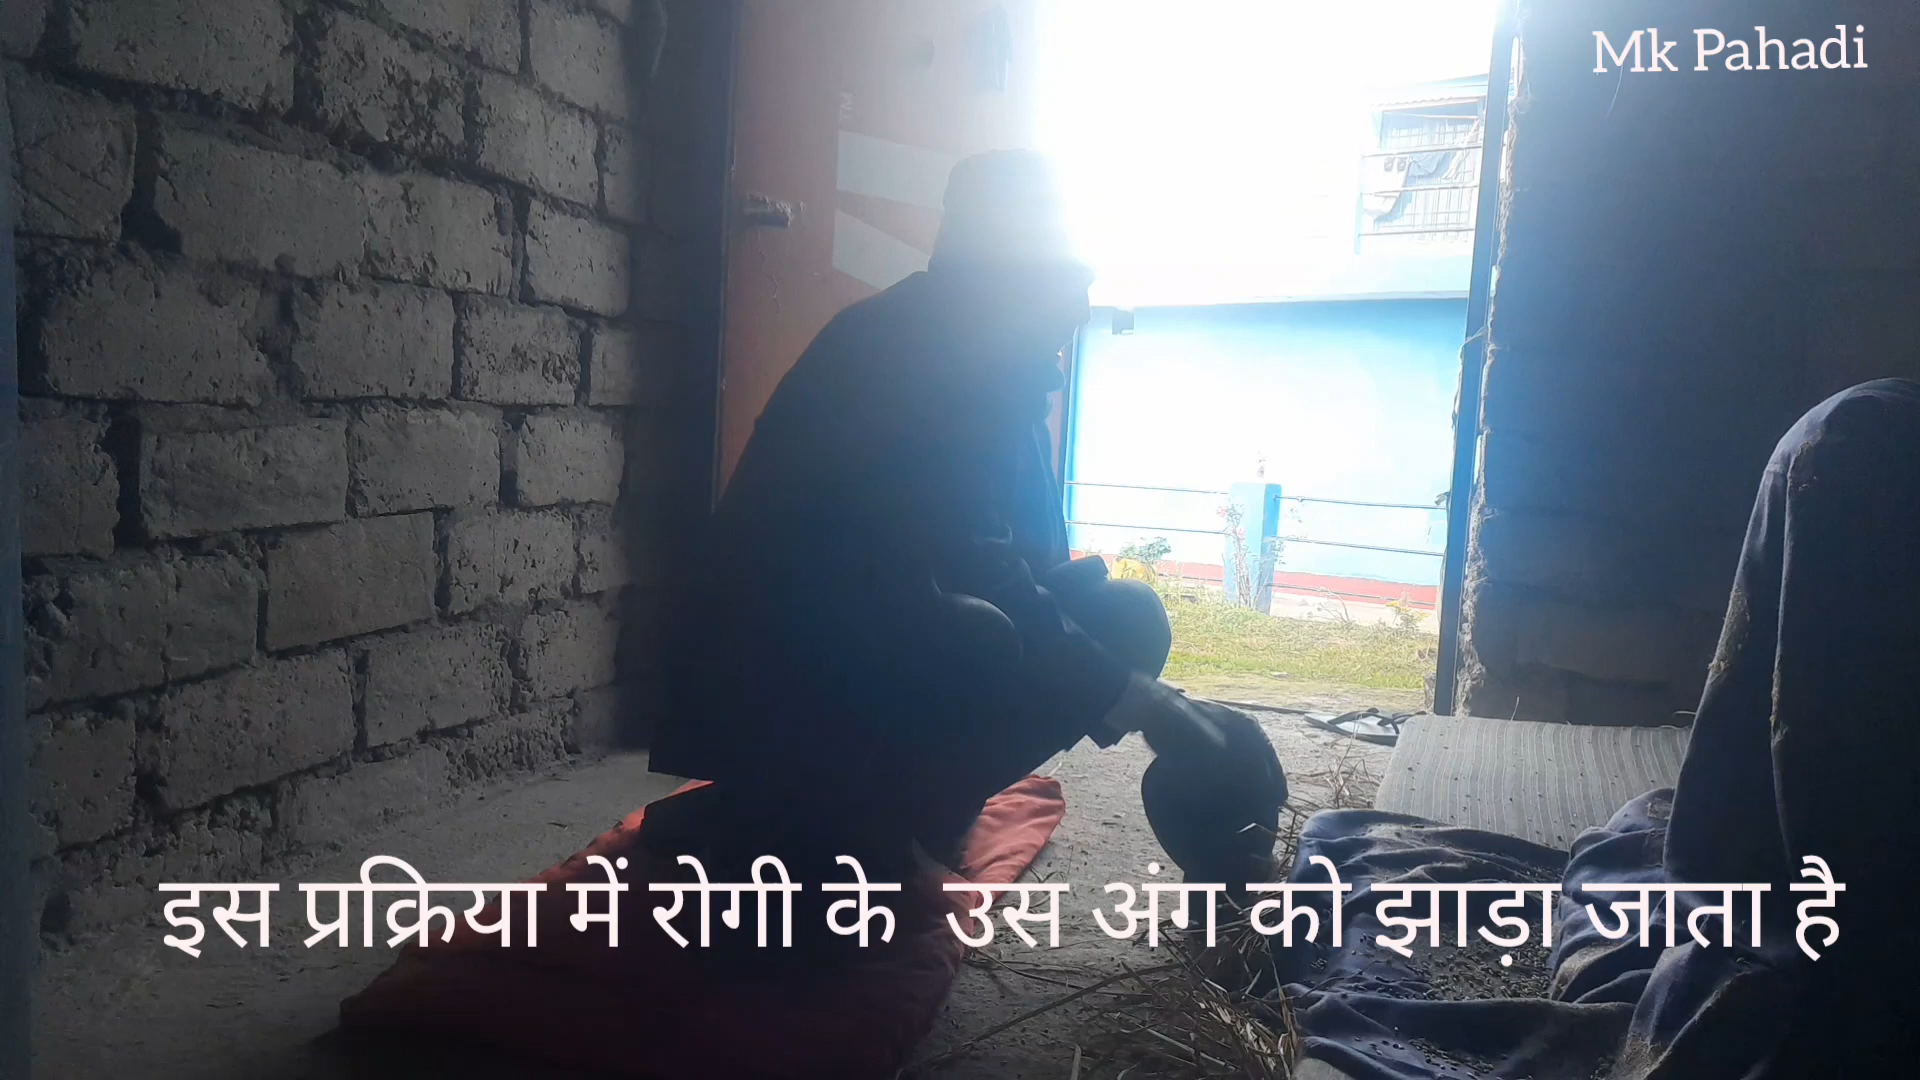 Mk Pahadi
इस प्रक्रिया में रोगी के उस अंग को झाड़ा जाता है